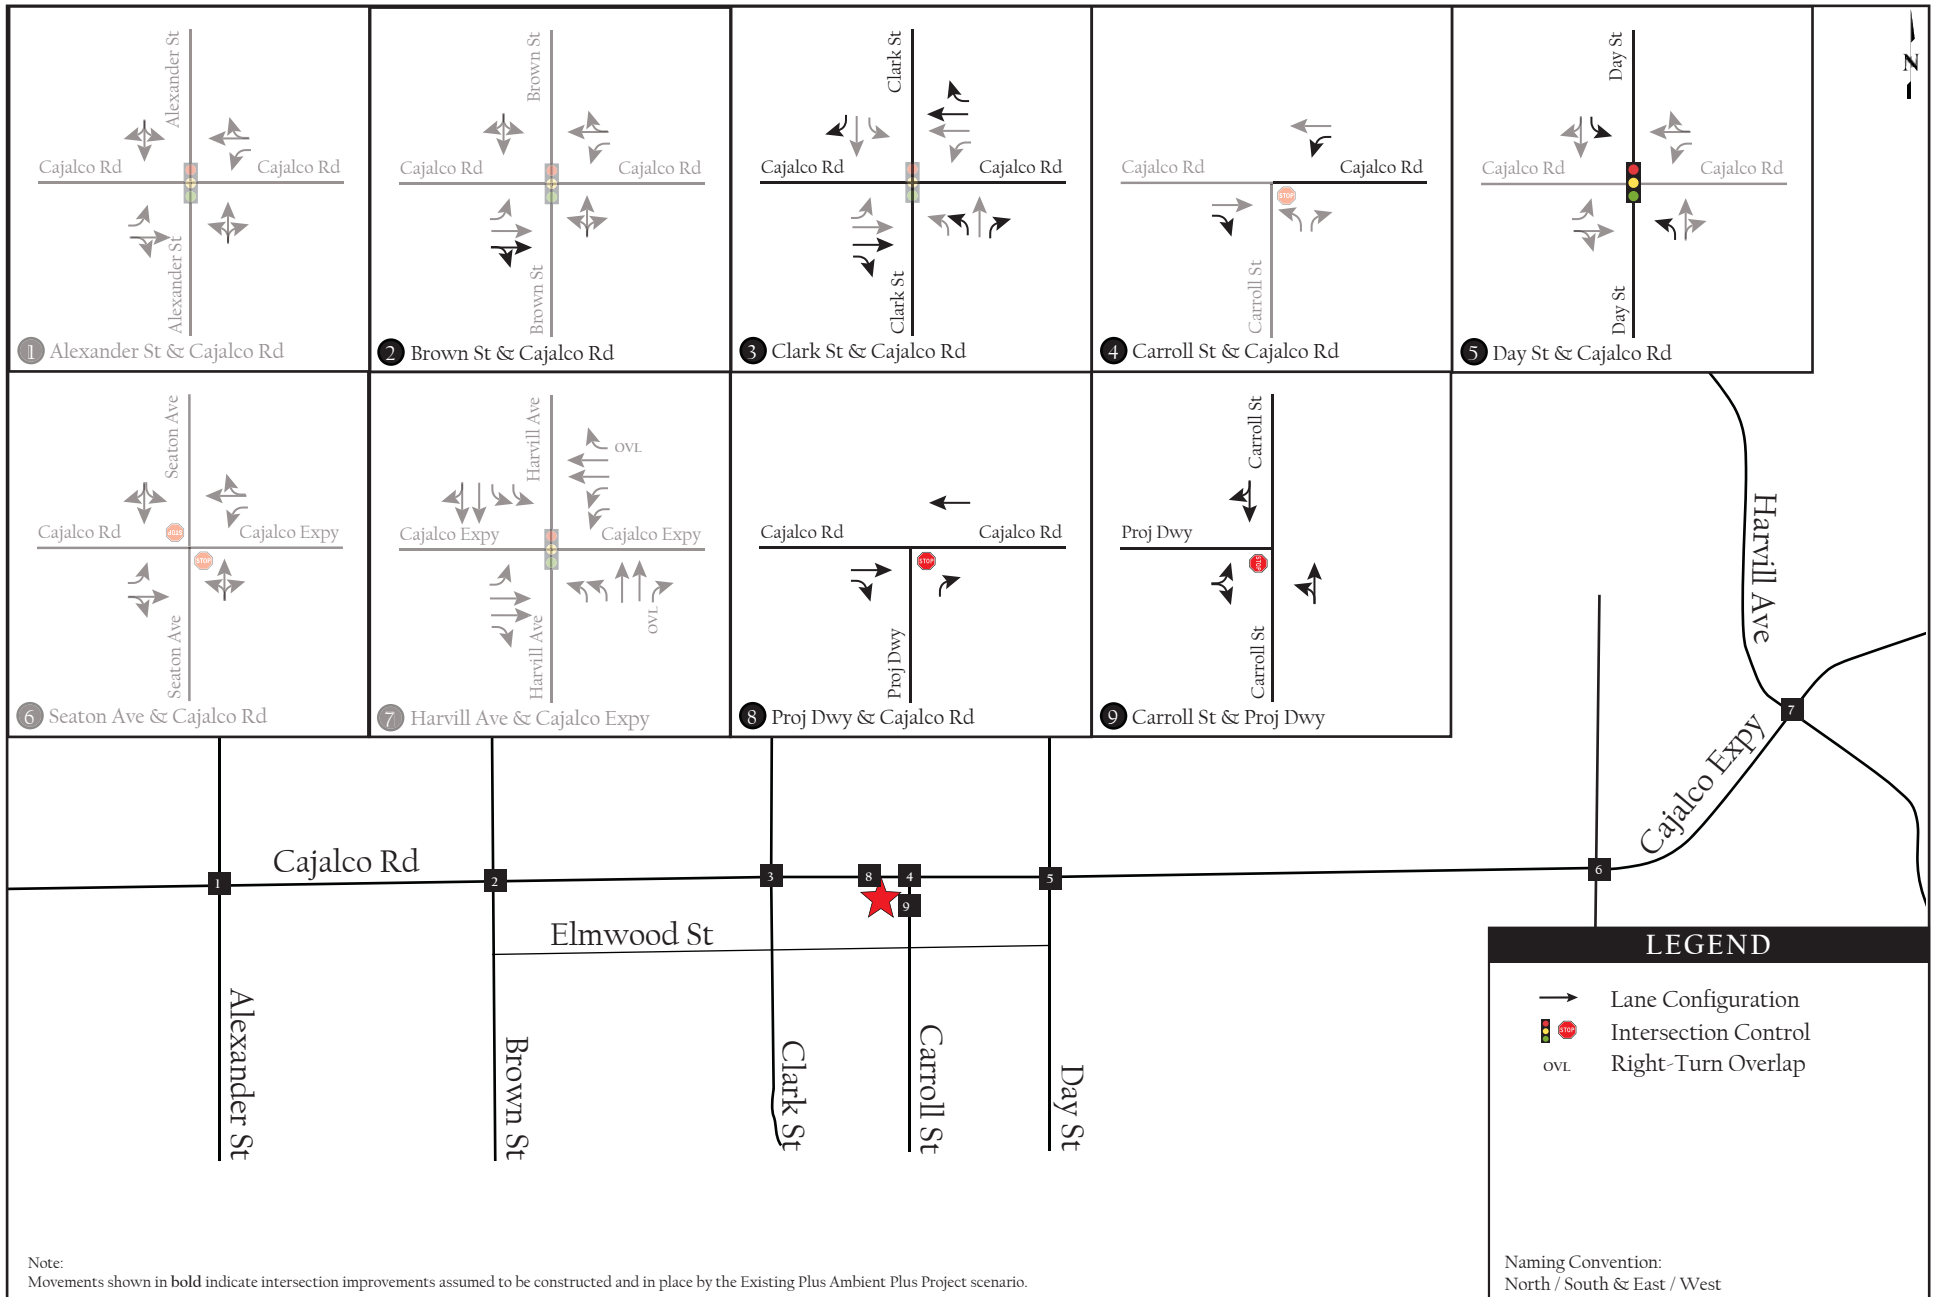 Alexander St
Cajalco Rd
Cajalco Rd
Alexander St
1 Alexander St & Cajalco Rd
Brown St
Cajalco Rd
Cajalco Rd
Brown St
2 Brown St & Cajalco Rd
Clark St
Cajalco Rd
Cajalco Rd
Clark St
3 Clark St & Cajalco Rd
Cajalco Rd
Cajalco Rd
STOP
Carroll St
4 Carroll St & Cajalco Rd
Day St
Cajalco Rd
Cajalco Rd
Day St
5 Day St & Cajalco Rd
N
Seaton Ave
Cajalco Rd
STOP
Cajalco Expy
STOP
Seaton Ave
6 Seaton Ave & Cajalco Rd
Harvill Ave
OVL
Cajalco Expy
Cajalco Expy
OVL
Harvill Ave
7 Harvill Ave & Cajalco Expy
Cajalco Rd
Cajalco Rd
STOP
Proj Dwy
8 Proj Dwy & Cajalco Rd
Carroll St
Proj Dwy
STOP
Carroll St
9 Carroll St & Proj Dwy
Harvill Ave
7
Cajalco Expy
Cajalco Rd
1
2
3
8
4
5
6
9
Elmwood St
Alexander St
Brown St
Clark St
Carroll St
Day St
LEGEND
Lane Configuration
STOP Intersection Control
OVL Right-Turn Overlap
Naming Convention:
North / South & East / West
Note:
Movements shown in bold indicate intersection improvements assumed to be constructed and in place by the Existing Plus Ambient Plus Project scenario.